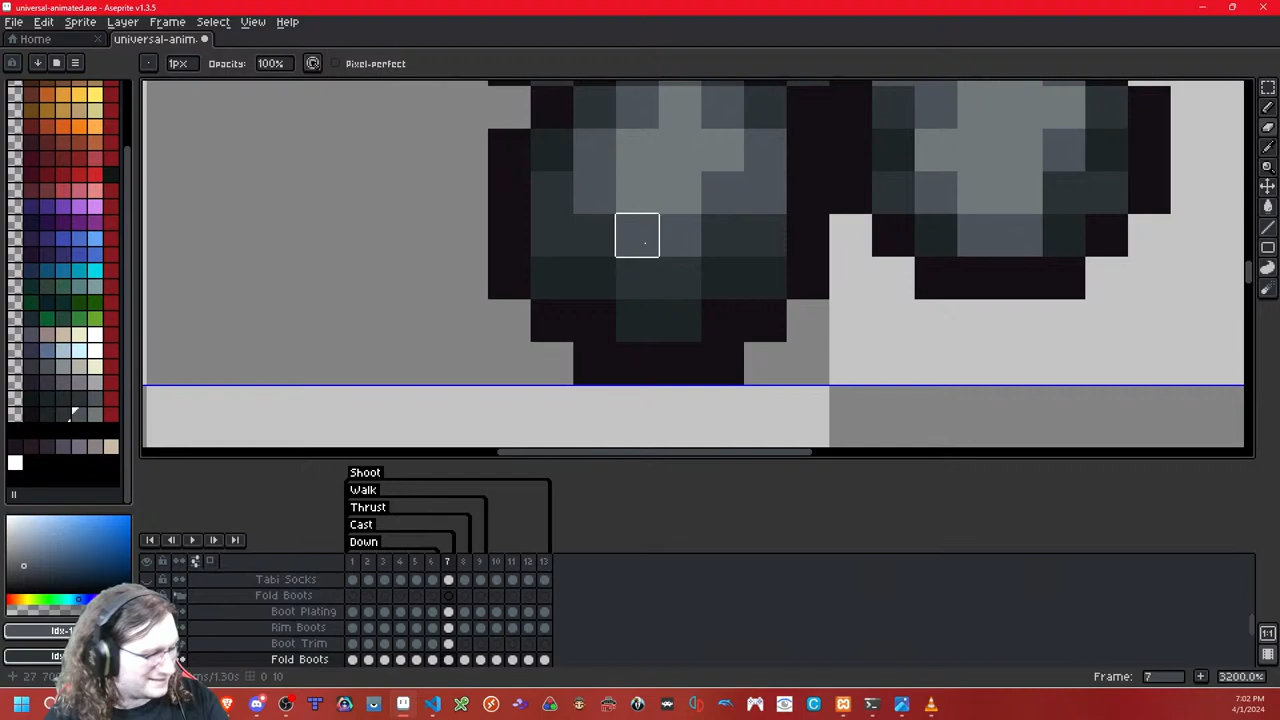 universal-animated.ase - Aseprite v1.3.5
File Edit Sprite Layer Frame Select View Help
Home universal-anim.
1px Opacity: 100% Pixel-perfect
Shoot
Walk
Thrust
Cast
Down
1 2 3 4 5 6 7 8 9 10 11 12 13
Tabi Socks
Fold Boots
Boot Plating
Rim Boots
Boot Trim
Fold Boots
Frame: 7 3200.0%
7:02 PM
4/1/2024